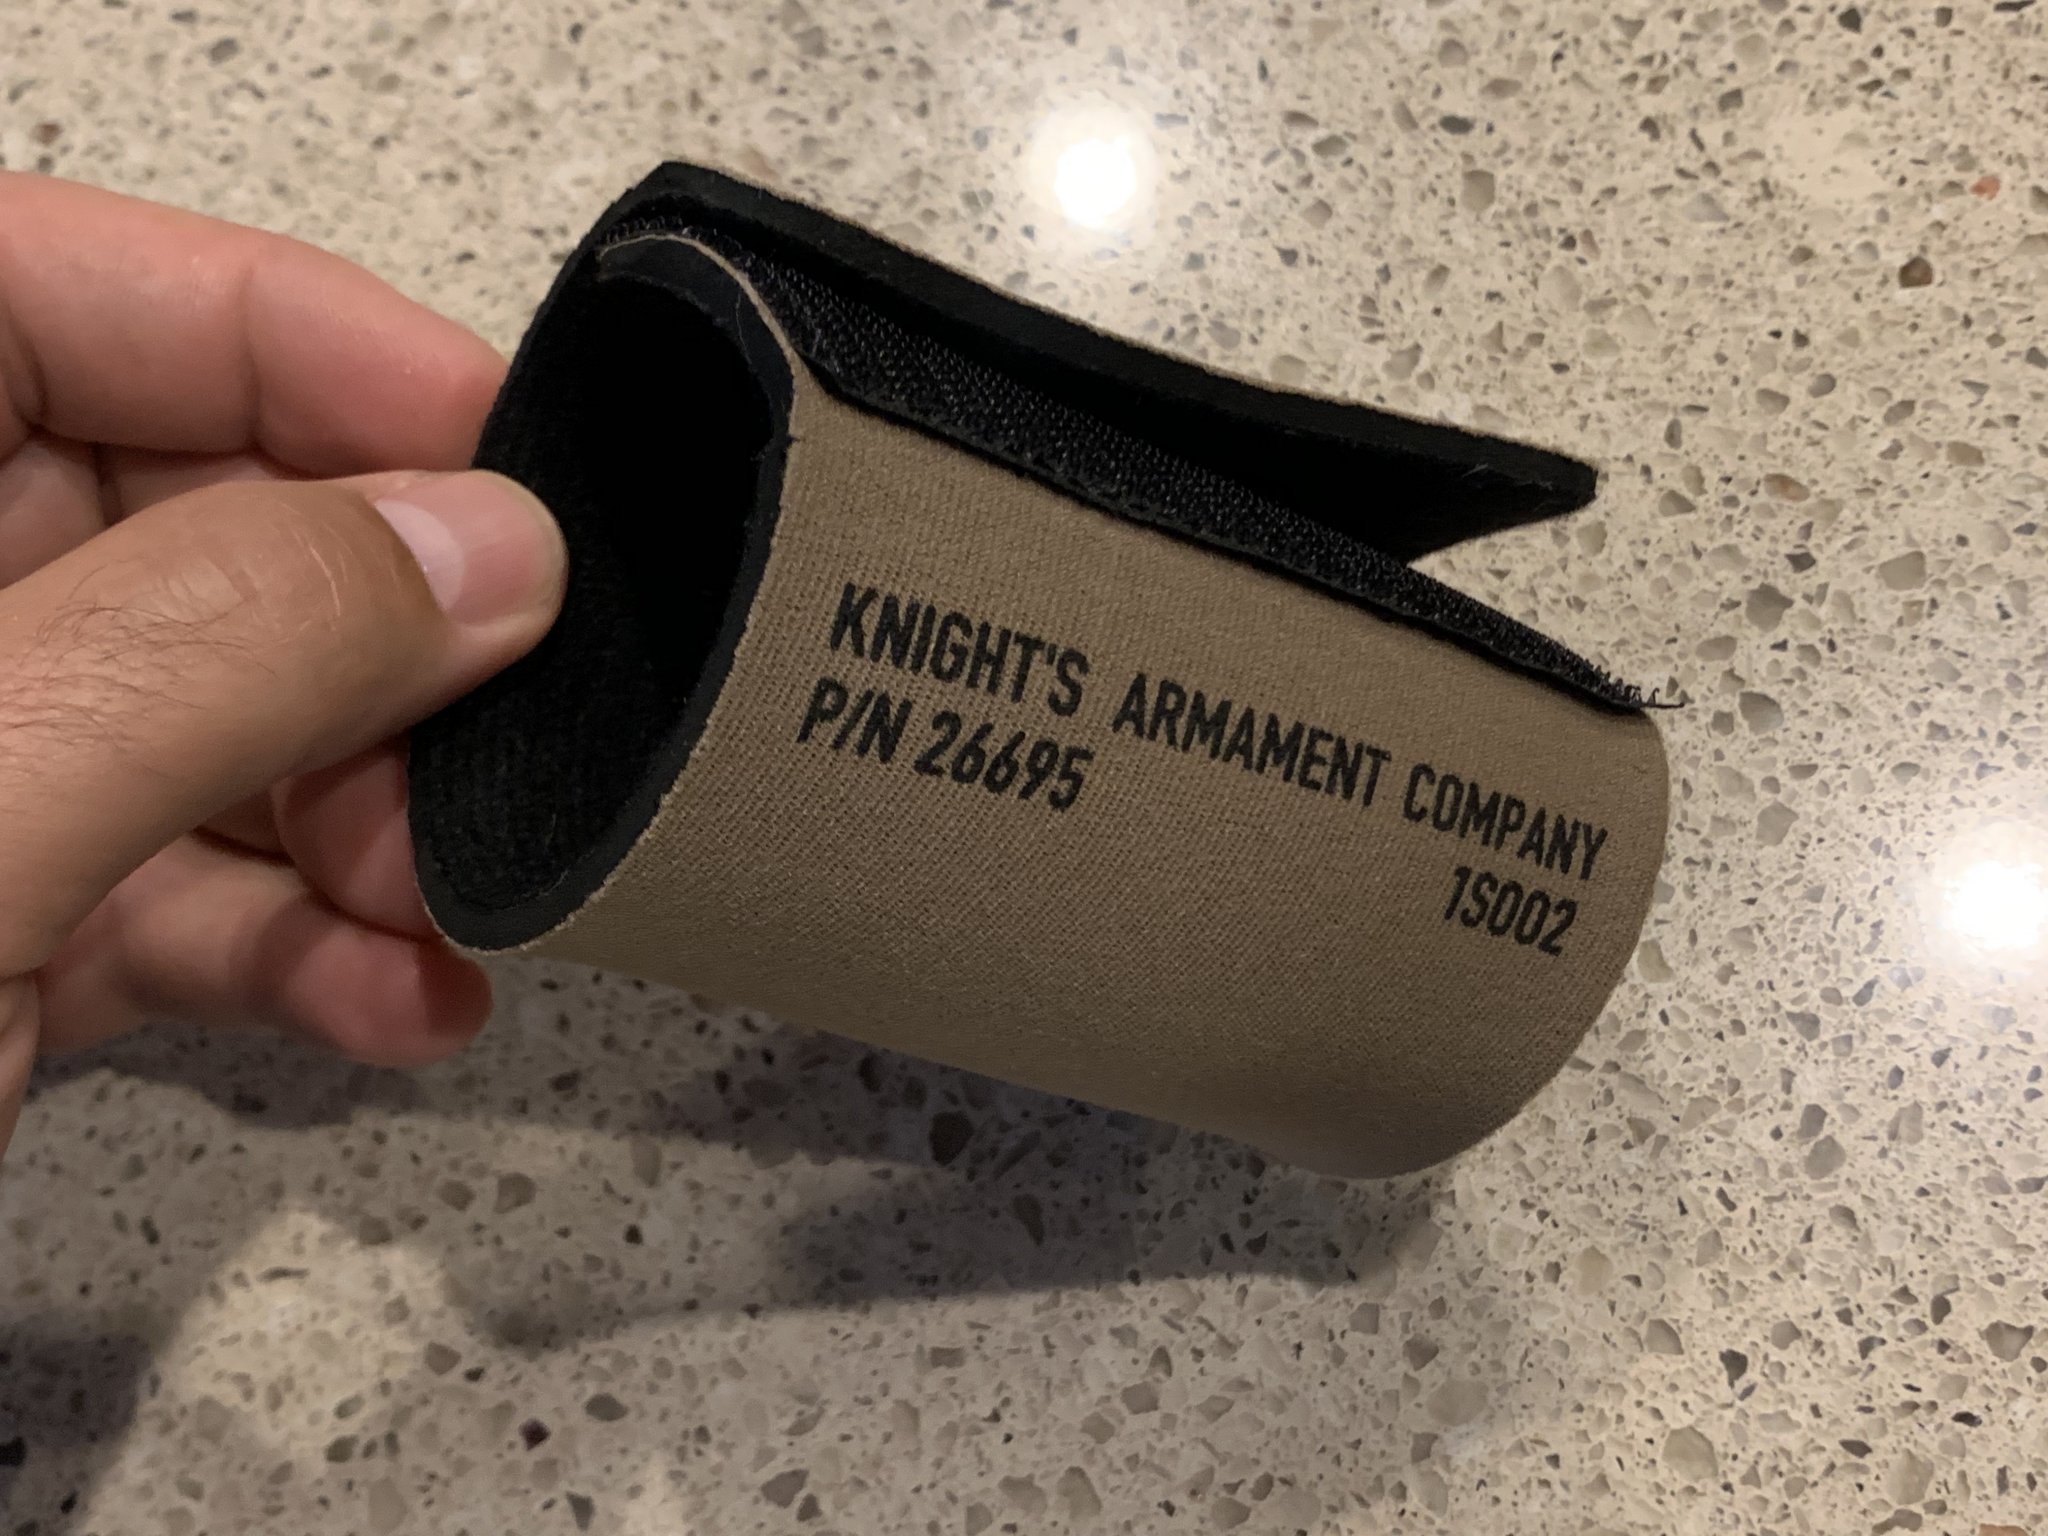 KNIGHT'S ARMAMENT COMPANY
P/N 26695
1S002